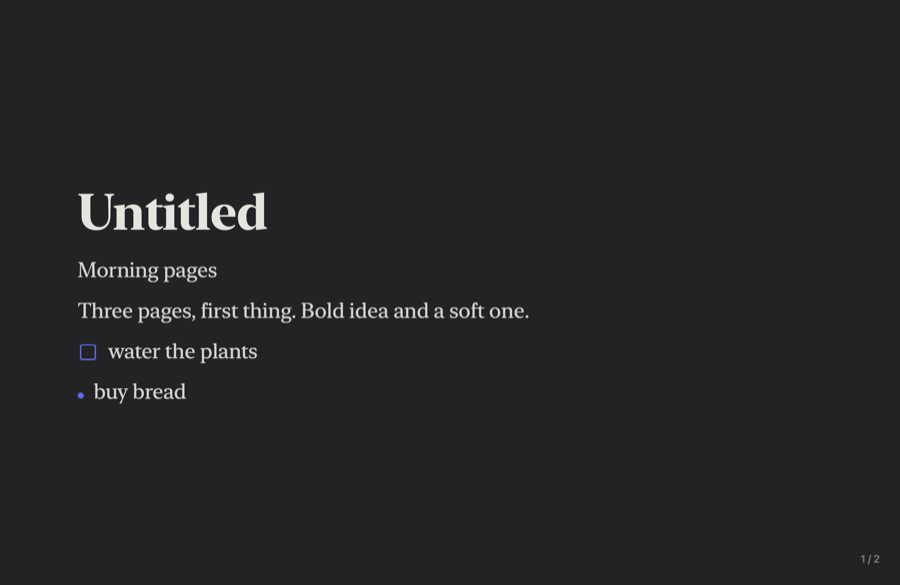 Untitled
Morning pages
Three pages, first thing. Bold idea and a soft one.
water the plants
buy bread
1/2